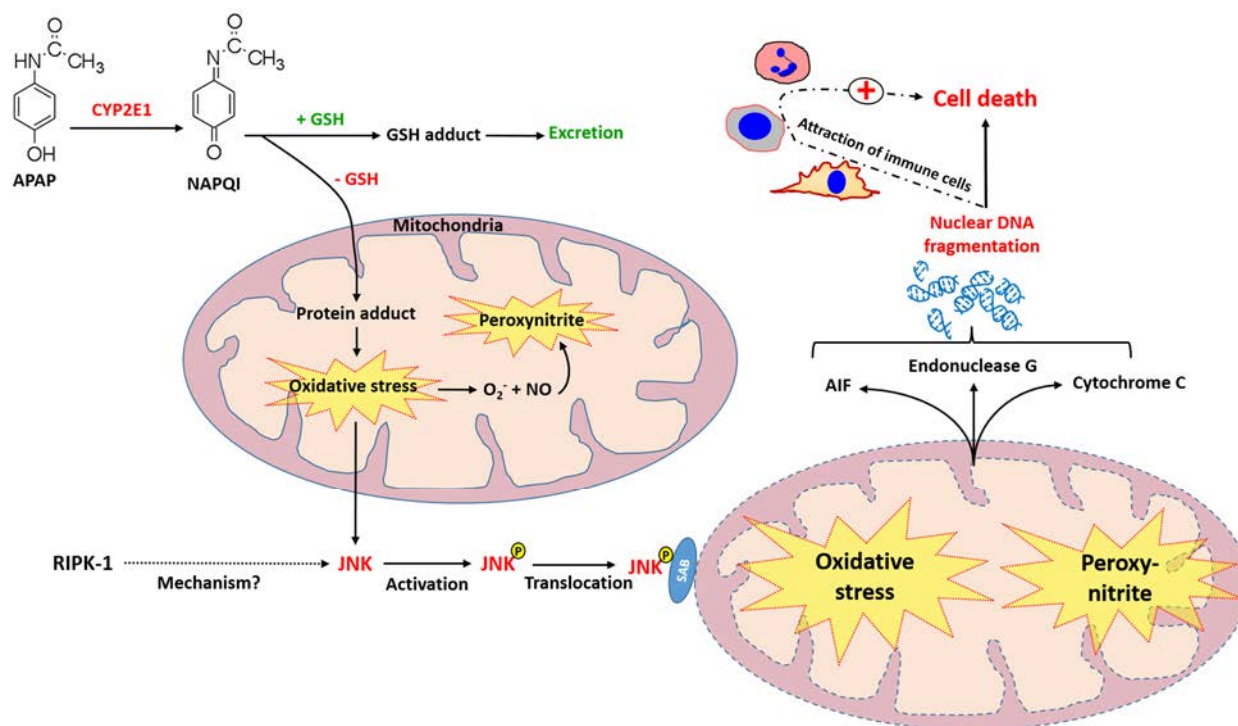 O
HN
C
CH3
OH
APAP
CYP2E1
O
N
C
CH3
O
NAPQI
+ GSH
GSH adduct
Excretion
- GSH
Mitochondria
Protein adduct
Oxidative stress
O2- + NO
Peroxynitrite
RIPK-1
Mechanism?
JNK
Activation
JNK
P
Translocation
JNK
P
SAB
+
Cell death
Attraction of immune cells
Nuclear DNA
fragmentation
AIF
Endonuclease G
Cytochrome C
Oxidative
stress
Peroxy-
nitrite